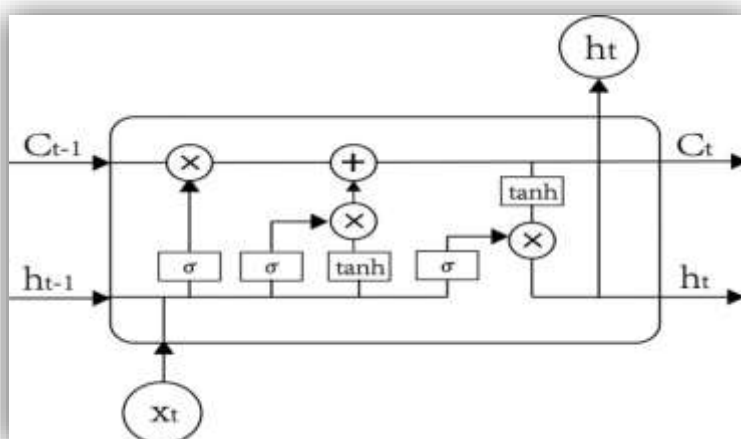 ht
Ct-1
×
+
Ct
tanh
×
×
σ
σ
tanh
σ
ht-1
ht
xt